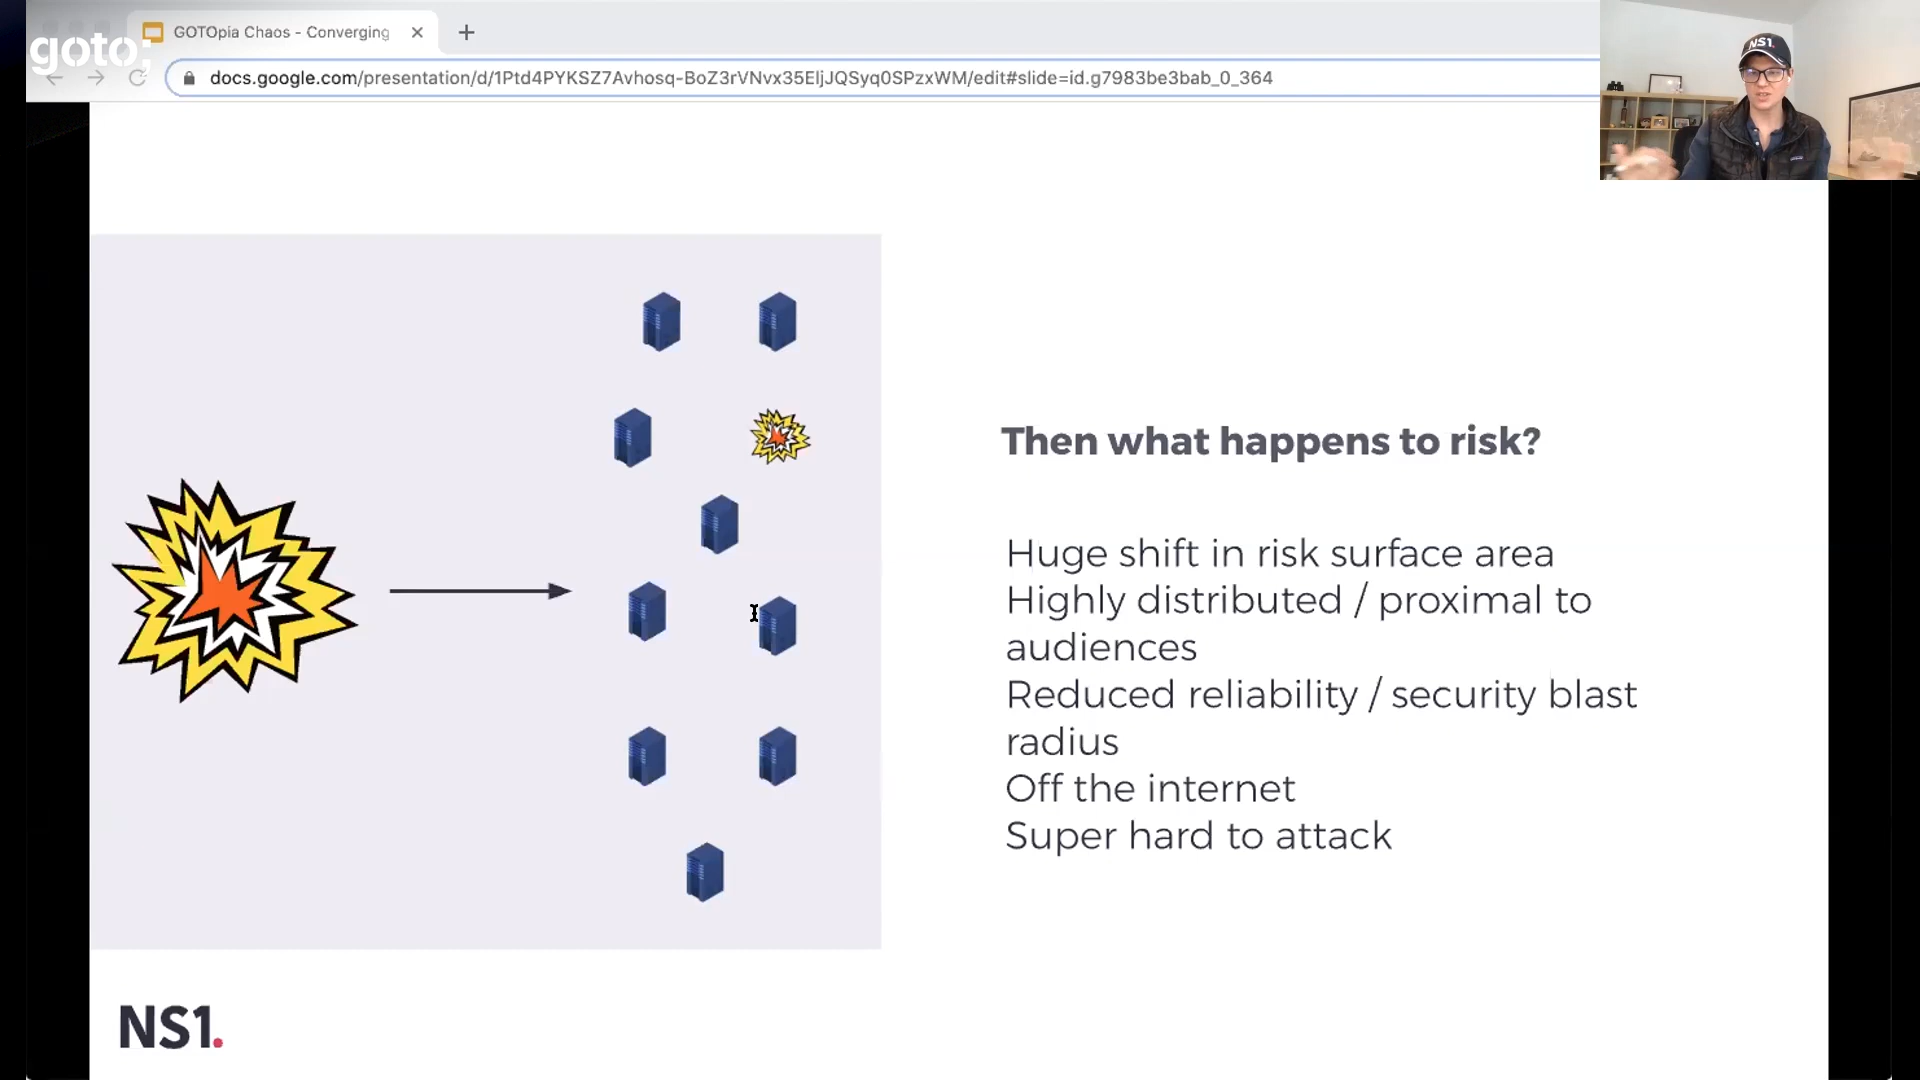 GOTOpia Chaos - Converging
goto;
docs.google.com/presentation/d/1Ptd4PYKSZ7Avhosq-BoZ3rVNvx35EljJQSyq0SPzxWM/edit#slide=id.g7983be3bab_0_364
NS1.
Then what happens to risk?
Huge shift in risk surface area
Highly distributed / proximal to
audiences
Reduced reliability / security blast
radius
Off the internet
Super hard to attack
NS1.